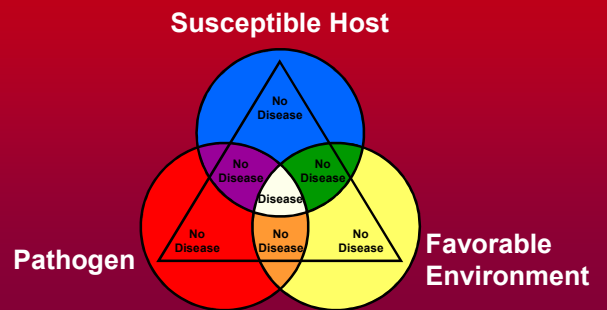 Susceptible Host
No
Disease
No
Disease
No
Disease
Disease
No
Disease
No
Disease
No
Disease
Pathogen
Favorable
Environment